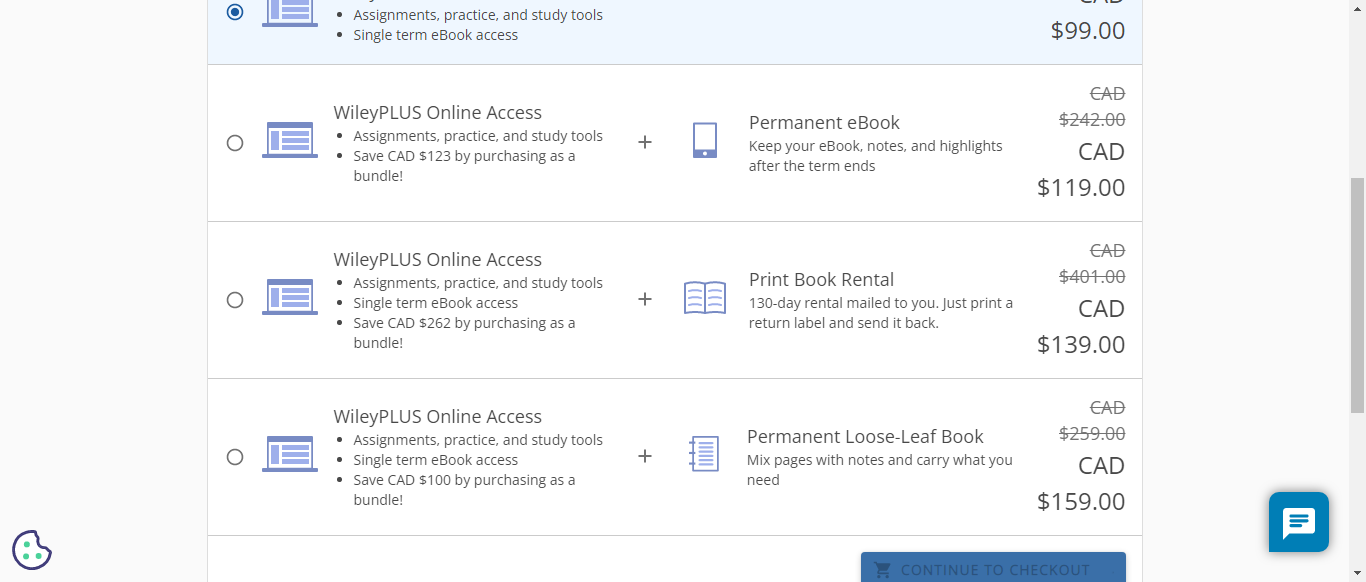 Assignments, practice, and study tools
Single term eBook access
CAD
$99.00
WileyPLUS Online Access
Assignments, practice, and study tools
Save CAD $123 by purchasing as a
bundle!
+
Permanent eBook
Keep your eBook, notes, and highlights
after the term ends
CAD
$242.00
CAD
$119.00
WileyPLUS Online Access
Assignments, practice, and study tools
Single term eBook access
Save CAD $262 by purchasing as a
bundle!
+
Print Book Rental
130-day rental mailed to you. Just print a
return label and send it back.
CAD
$401.00
CAD
$139.00
WileyPLUS Online Access
Assignments, practice, and study tools
Single term eBook access
Save CAD $100 by purchasing as a
bundle!
+
Permanent Loose-Leaf Book
Mix pages with notes and carry what you
need
CAD
$259.00
CAD
$159.00
CONTINUE TO CHECKOUT